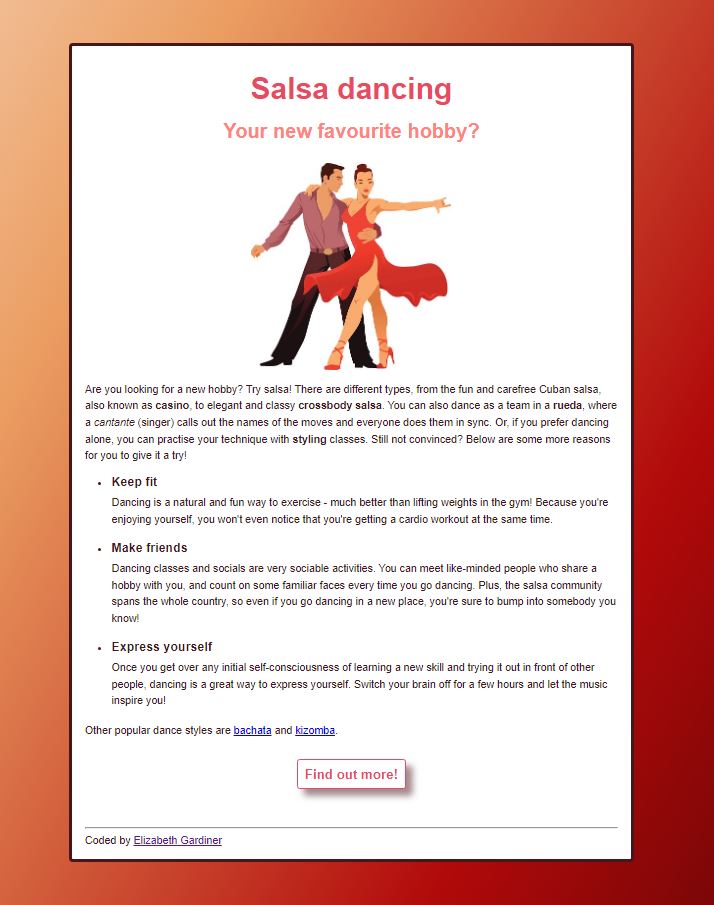 Salsa dancing
Your new favourite hobby?
Are you looking for a new hobby? Try salsa! There are different types, from the fun and carefree Cuban salsa,
also known as casino, to elegant and classy crossbody salsa. You can also dance as a team in a rueda, where
a cantante (singer) calls out the names of the moves and everyone does them in sync. Or, if you prefer dancing
alone, you can practise your technique with styling classes. Still not convinced? Below are some more reasons
for you to give it a try!
• Keep fit
Dancing is a natural and fun way to exercise - much better than lifting weights in the gym! Because you're
enjoying yourself, you won't even notice that you're getting a cardio workout at the same time.
• Make friends
Dancing classes and socials are very sociable activities. You can meet like-minded people who share a
hobby with you, and count on some familiar faces every time you go dancing. Plus, the salsa community
spans the whole country, so even if you go dancing in a new place, you're sure to bump into somebody you
know!
• Express yourself
Once you get over any initial self-consciousness of learning a new skill and trying it out in front of other
people, dancing is a great way to express yourself. Switch your brain off for a few hours and let the music
inspire you!
Other popular dance styles are bachata and kizomba.
Find out more!
Coded by Elizabeth Gardiner